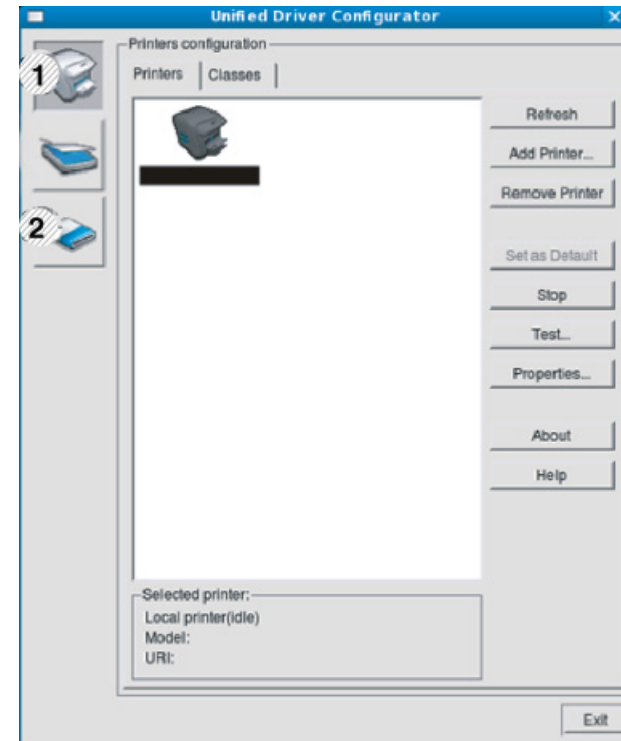 Unified Driver Configurator
Printers configuration
1
Printers Classes
Refresh
Add Printer...
Remove Printer
2
Set as Default
Stop
Test...
Properties...
About
Help
Selected printer:
Local printer(idle)
Model:
URI:
Exit